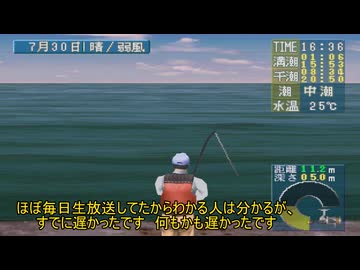 7月30日 晴/弱風
TIME 16:36
満潮
干潮
潮 中潮
水温 25℃
距離 11.2m
深さ 05.0m
ほぼ毎日生放送してたからわかる人は分かるが、
すでに遅かったです 何もかも遅かったです